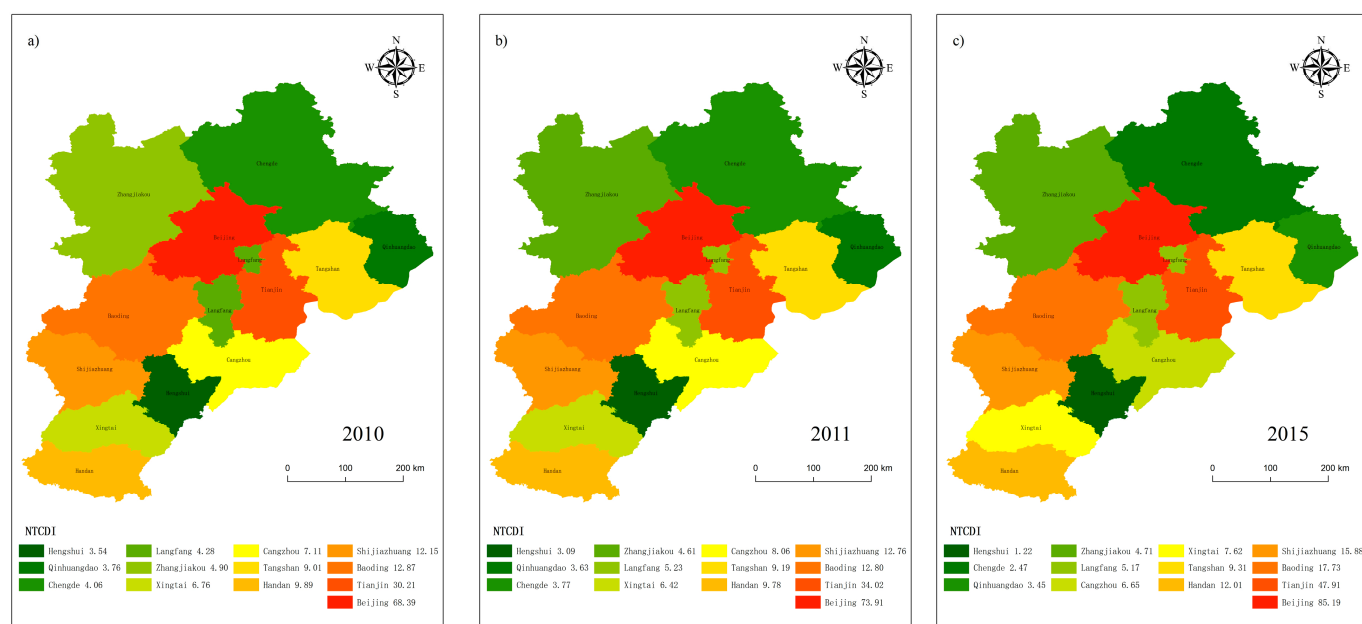 a)
N
W
E
S
Zhangjiakou
Chengde
Beijing
Qinhuangdao
Langfang
Tangshan
Tianjin
Baoding
Langfang
Cangzhou
Shijiazhuang
Hengshui
Xingtai
Handan
2010
0 100 200 km
NTCDI
Hengshui 3.54
Qinhuangdao 3.76
Chengde 4.06
Langfang 4.28
Zhangjiakou 4.90
Xingtai 6.76
Cangzhou 7.11
Tangshan 9.01
Handan 9.89
Shijiazhuang 12.15
Baoding 12.87
Tianjin 30.21
Beijing 68.39
b)
N
W
E
S
Zhangjiakou
Chengde
Beijing
Qinhuangdao
Langfang
Tangshan
Tianjin
Baoding
Langfang
Cangzhou
Shijiazhuang
Hengshui
Xingtai
Handan
2011
0 100 200 km
NTCDI
Hengshui 3.09
Qinhuangdao 3.63
Chengde 3.77
Zhangjiakou 4.61
Langfang 5.23
Xingtai 6.42
Cangzhou 8.06
Tangshan 9.19
Handan 9.78
Shijiazhuang 12.76
Baoding 12.80
Tianjin 34.02
Beijing 73.91
c)
N
W
E
S
Zhangjiakou
Chengde
Beijing
Qinhuangdao
Langfang
Tangshan
Tianjin
Baoding
Langfang
Cangzhou
Shijiazhuang
Hengshui
Xingtai
Handan
2015
0 100 200 km
NTCDI
Hengshui 1.22
Chengde 2.47
Qinhuangdao 3.45
Zhangjiakou 4.71
Langfang 5.17
Cangzhou 6.65
Xingtai 7.62
Tangshan 9.31
Handan 12.01
Shijiazhuang 15.88
Baoding 17.73
Tianjin 47.91
Beijing 85.19